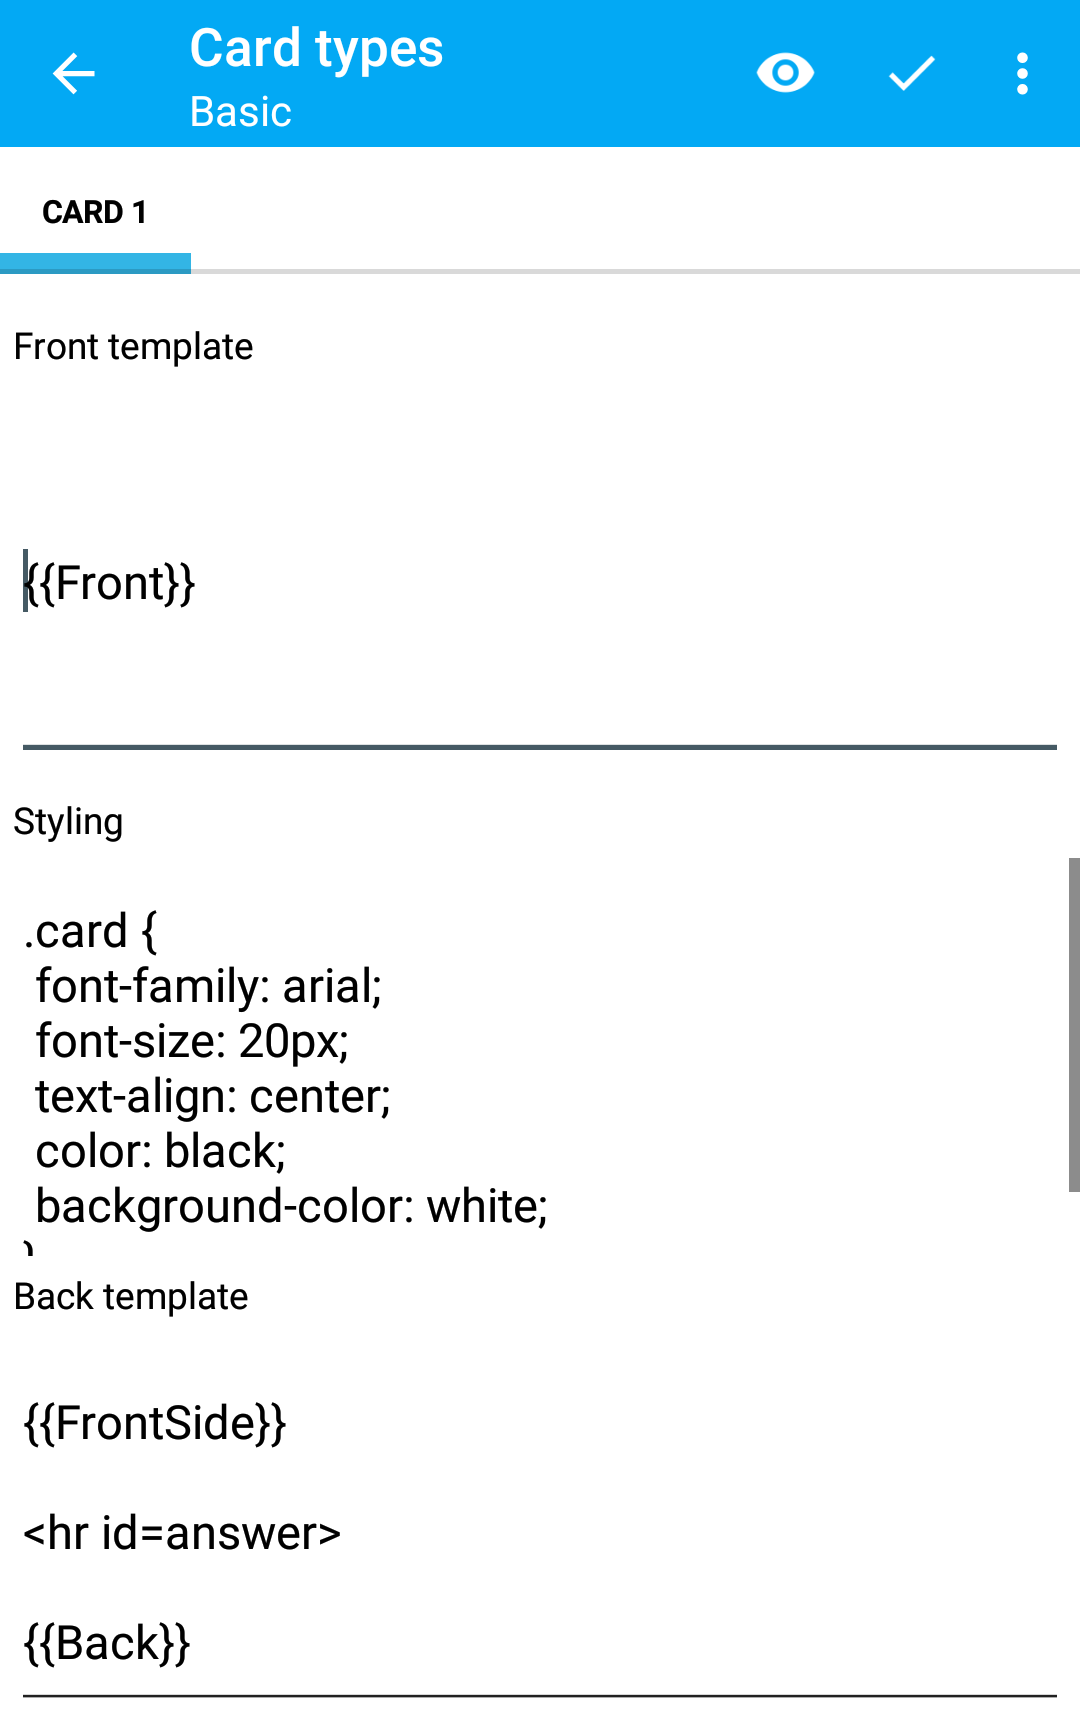 Card types
Basic
CARD 1
Front template
{{Front}}
Styling
.card {
 font-family: arial;
 font-size: 20px;
 text-align: center;
 color: black;
 background-color: white;
}
Back template
{{FrontSide}}
<hr id=answer>
{{Back}}